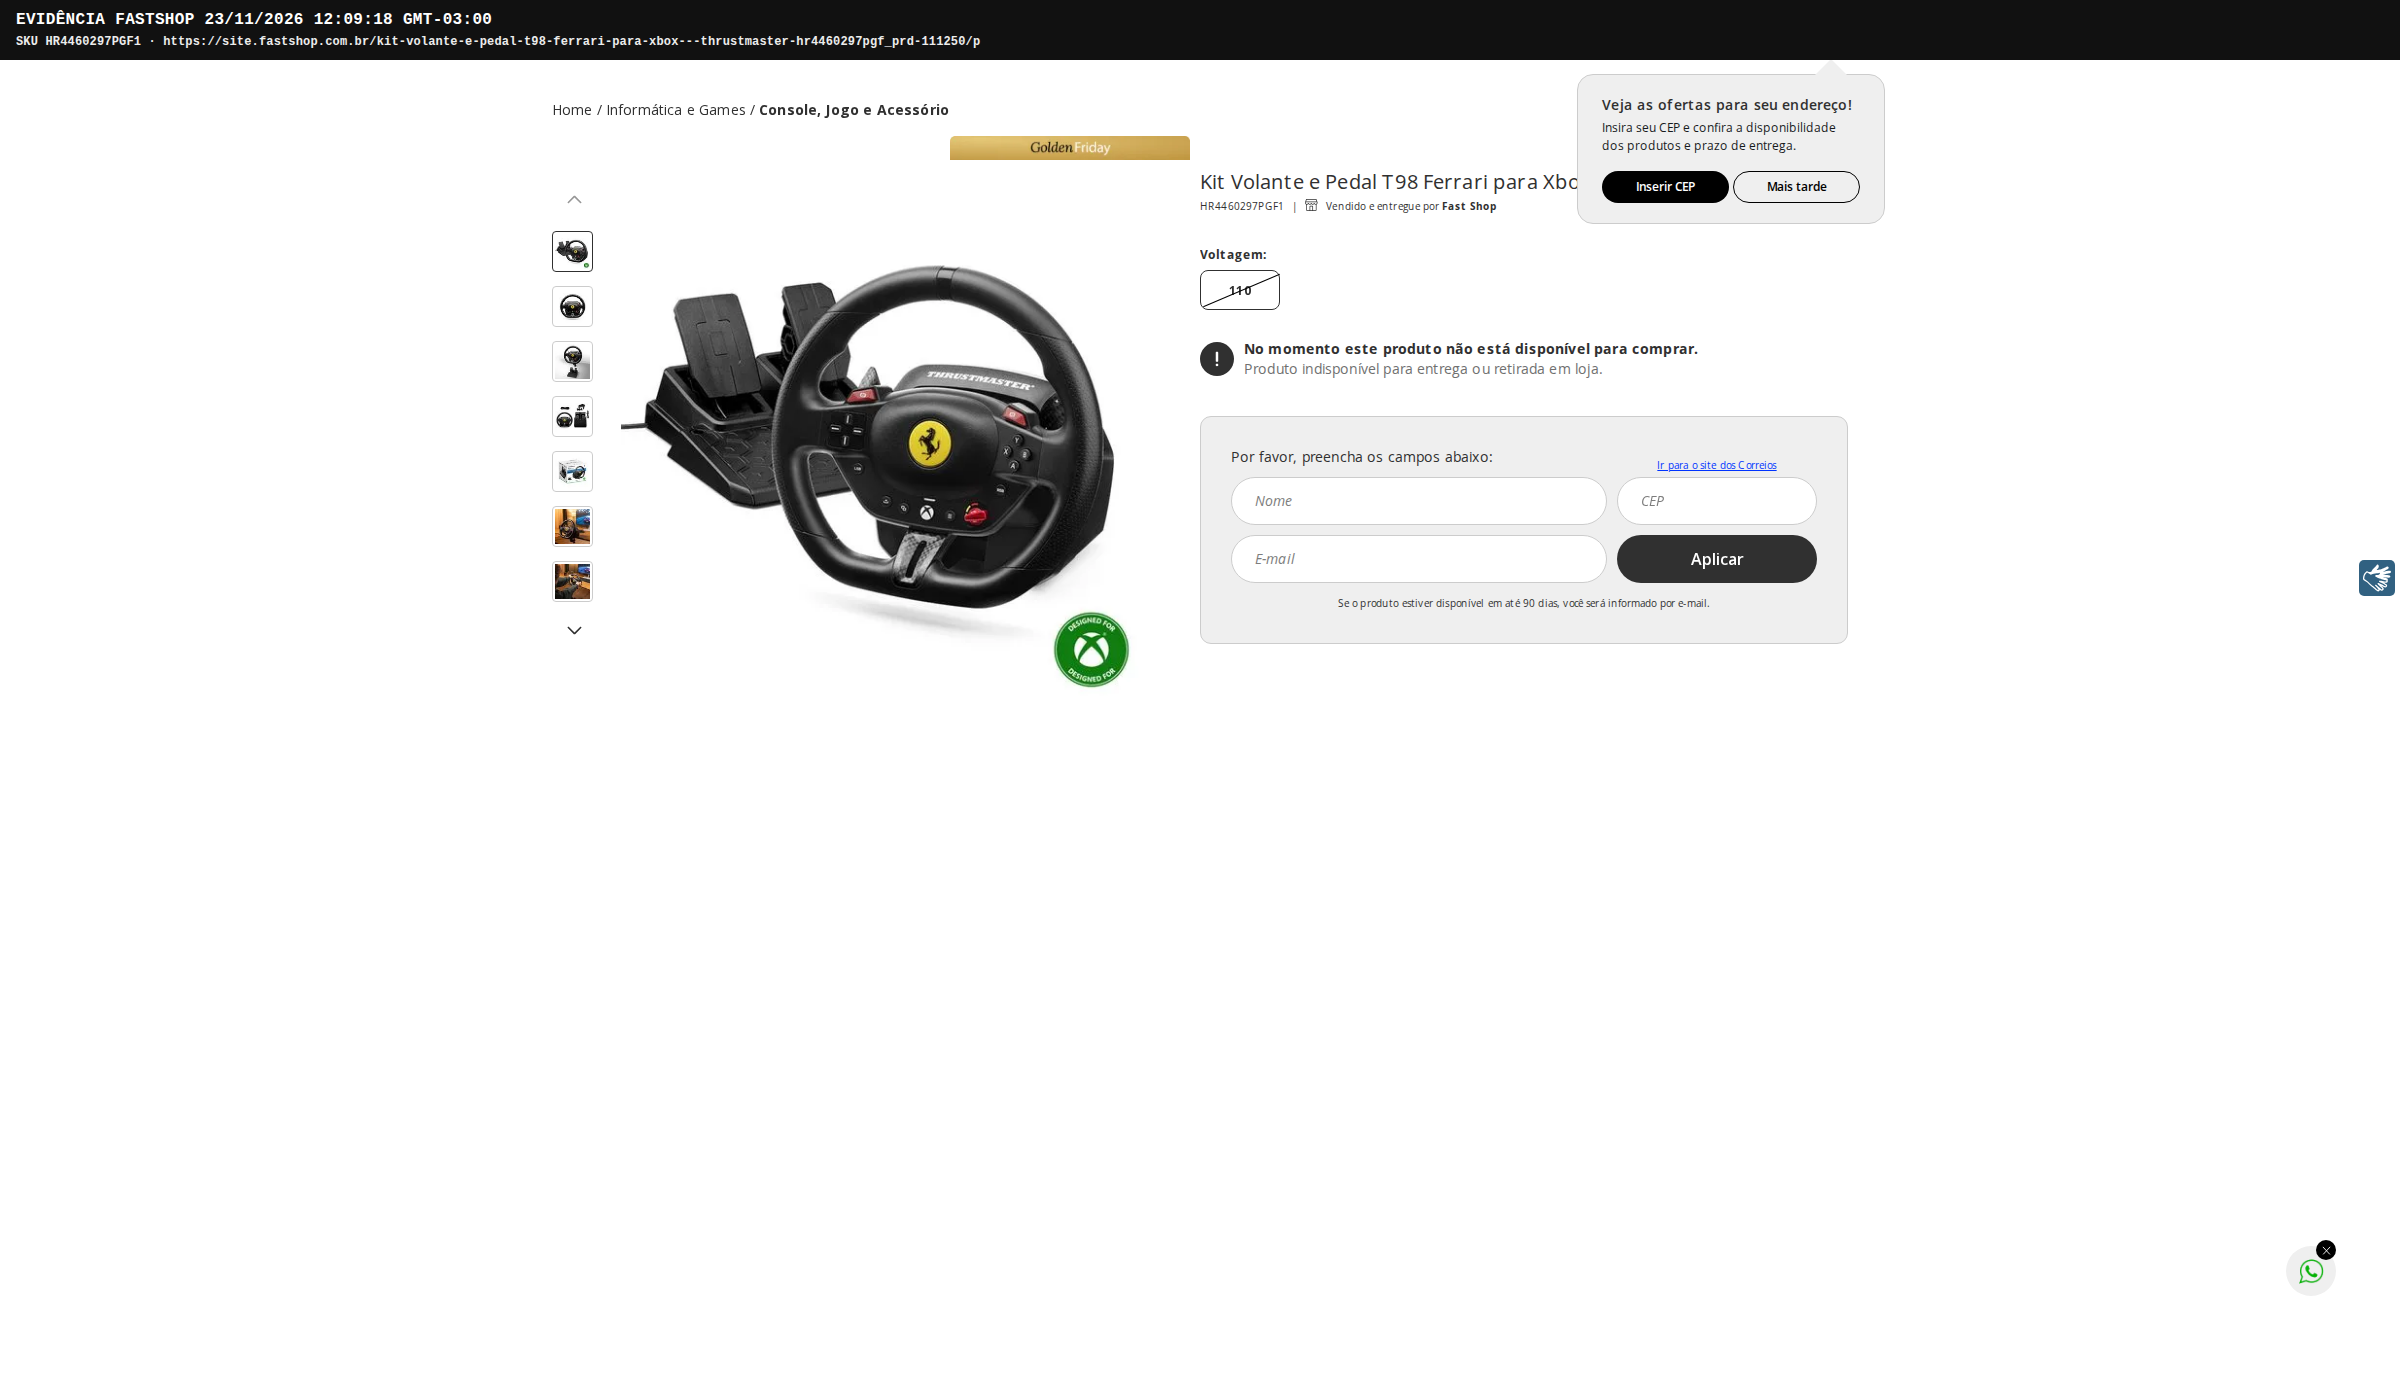 EVIDÊNCIA FASTSHOP 23/11/2026 12:09:18 GMT-03:00
SKU HR4460297PGF1 · https://site.fastshop.com.br/kit-volante-e-pedal-t98-ferrari-para-xbox---thrustmaster-hr4460297pgf_prd-111250/p
Home / Informática e Games / Console, Jogo e Acessório
Veja as ofertas para seu endereço!
Insira seu CEP e confira a disponibilidade
dos produtos e prazo de entrega.
Inserir CEP
Mais tarde
Golden Friday
Kit Volante e Pedal T98 Ferrari para Xbo
HR4460297PGF1 | Vendido e entregue por Fast Shop
Voltagem:
110
No momento este produto não está disponível para comprar.
Produto indisponível para entrega ou retirada em loja.
THRUSTMASTER
Por favor, preencha os campos abaixo:
Ir para o site dos Correios
Nome
CEP
E-mail
Aplicar
Se o produto estiver disponível em até 90 dias, você será informado por e-mail.
X
Y
B
A
DESIGNED FOR
DESIGNED FOR